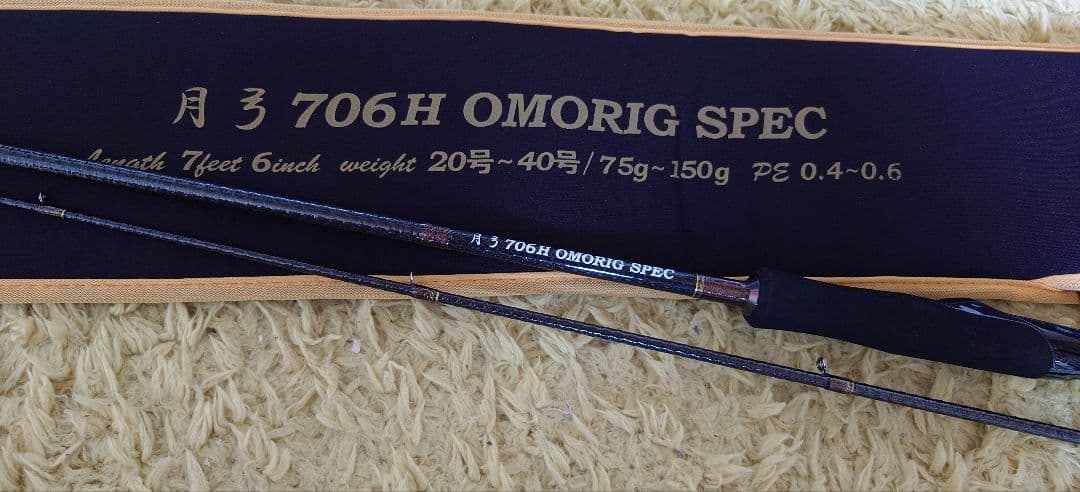 月弓 706H OMORIG SPEC
length 7feet 6inch weight 20号~40号/75g~150g PE 0.4~0.6
月弓 706H OMORIG SPEC